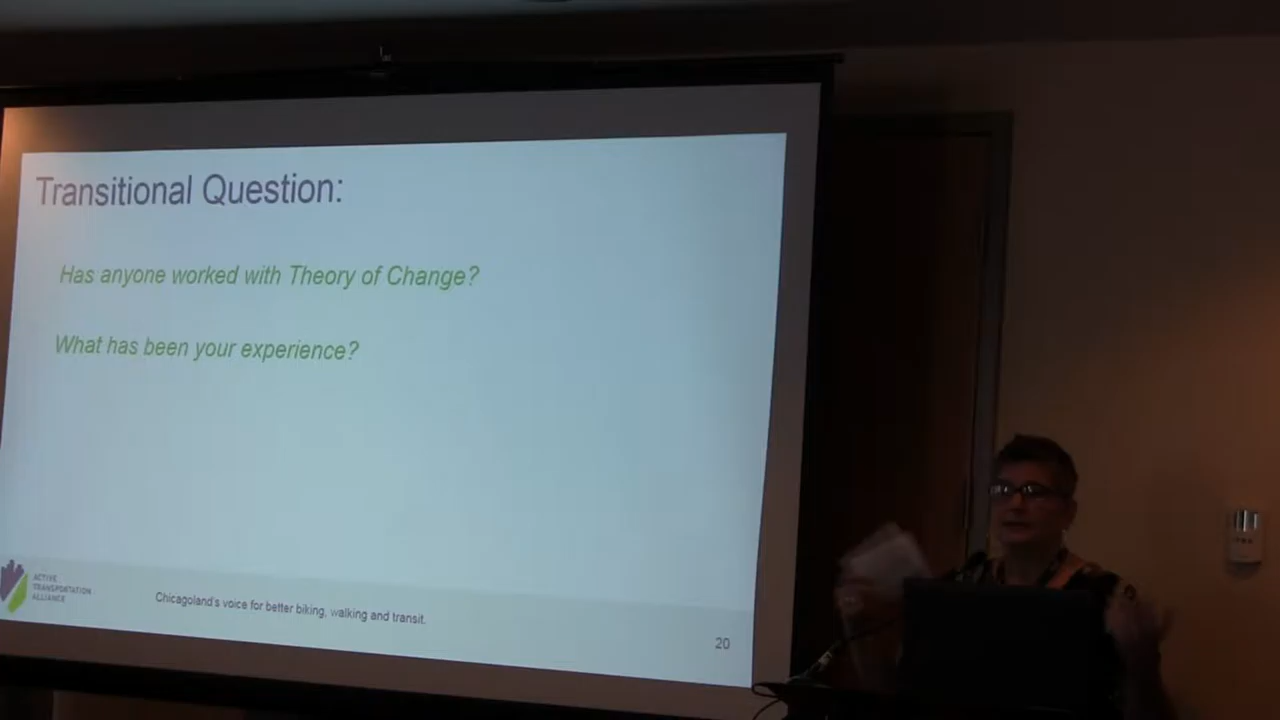 Transitional Question:
Has anyone worked with Theory of Change?
What has been your experience?
ACTIVE
TRANSPORTATION
ALLIANCE
Chicagoland's voice for better biking, walking and transit.
20